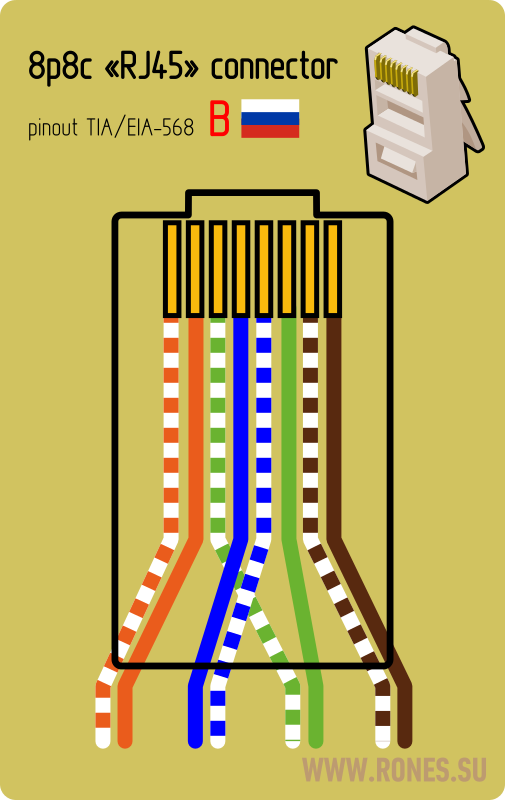 8p8c «RJ45» connector
pinout TIA/EIA-568 B
WWW.RONES.SU